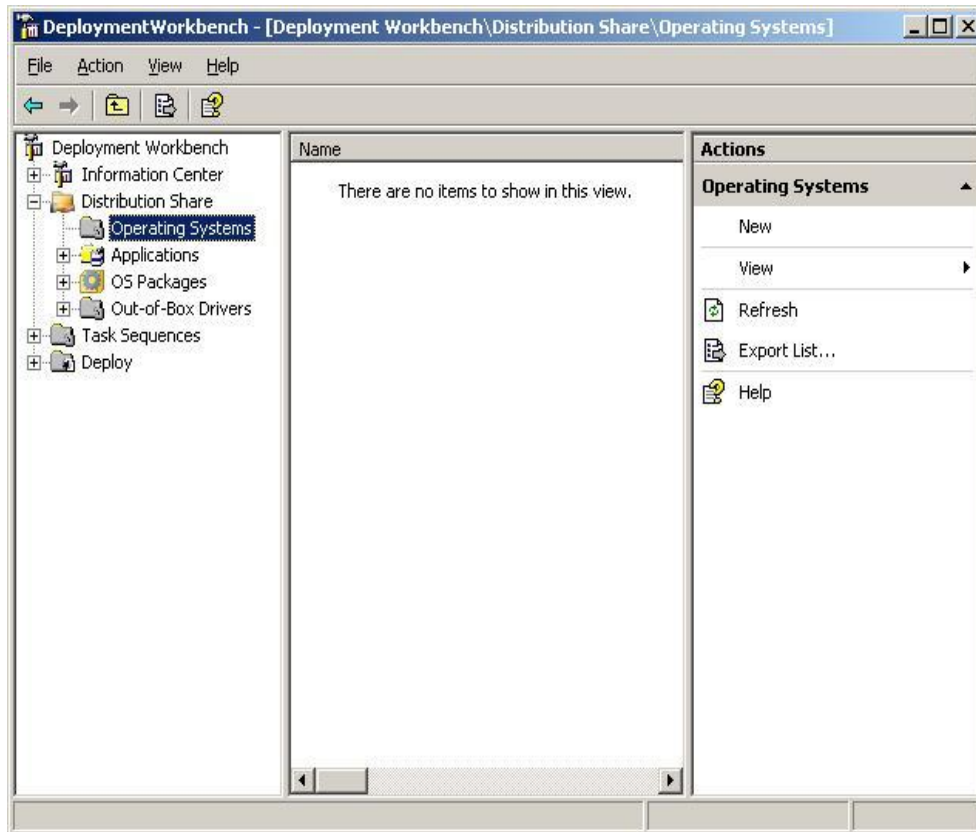 DeploymentWorkbench - [Deployment Workbench\Distribution Share\Operating Systems]
File Action View Help
Deployment Workbench
Information Center
Distribution Share
Operating Systems
Applications
OS Packages
Out-of-Box Drivers
Task Sequences
Deploy
Name
There are no items to show in this view.
Actions
Operating Systems
New
View
Refresh
Export List...
Help